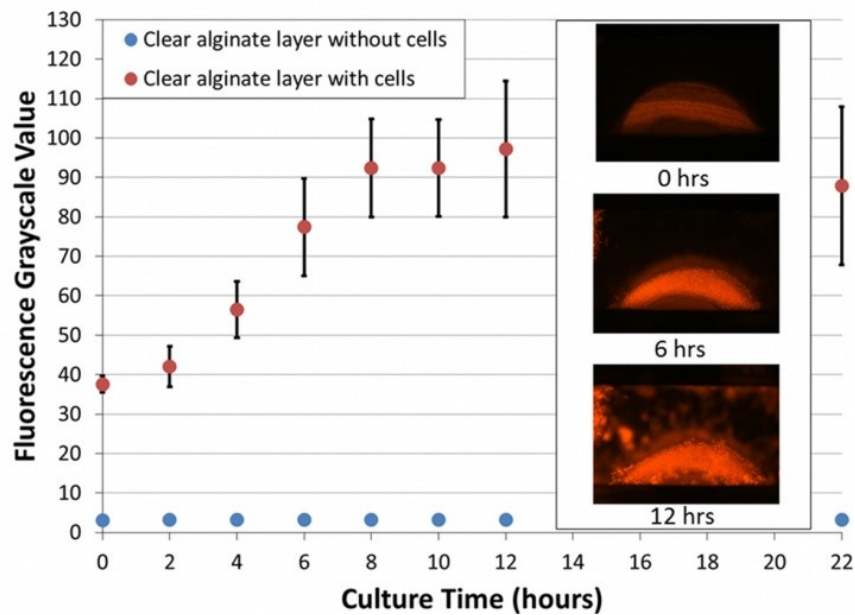 Fluorescence Grayscale Value
130
120
110
100
90
80
70
60
50
40
30
20
10
0
Clear alginate layer without cells
Clear alginate layer with cells
0 hrs
6 hrs
12 hrs
0 2 4 6 8 10 12 14 16 18 20 22
Culture Time (hours)